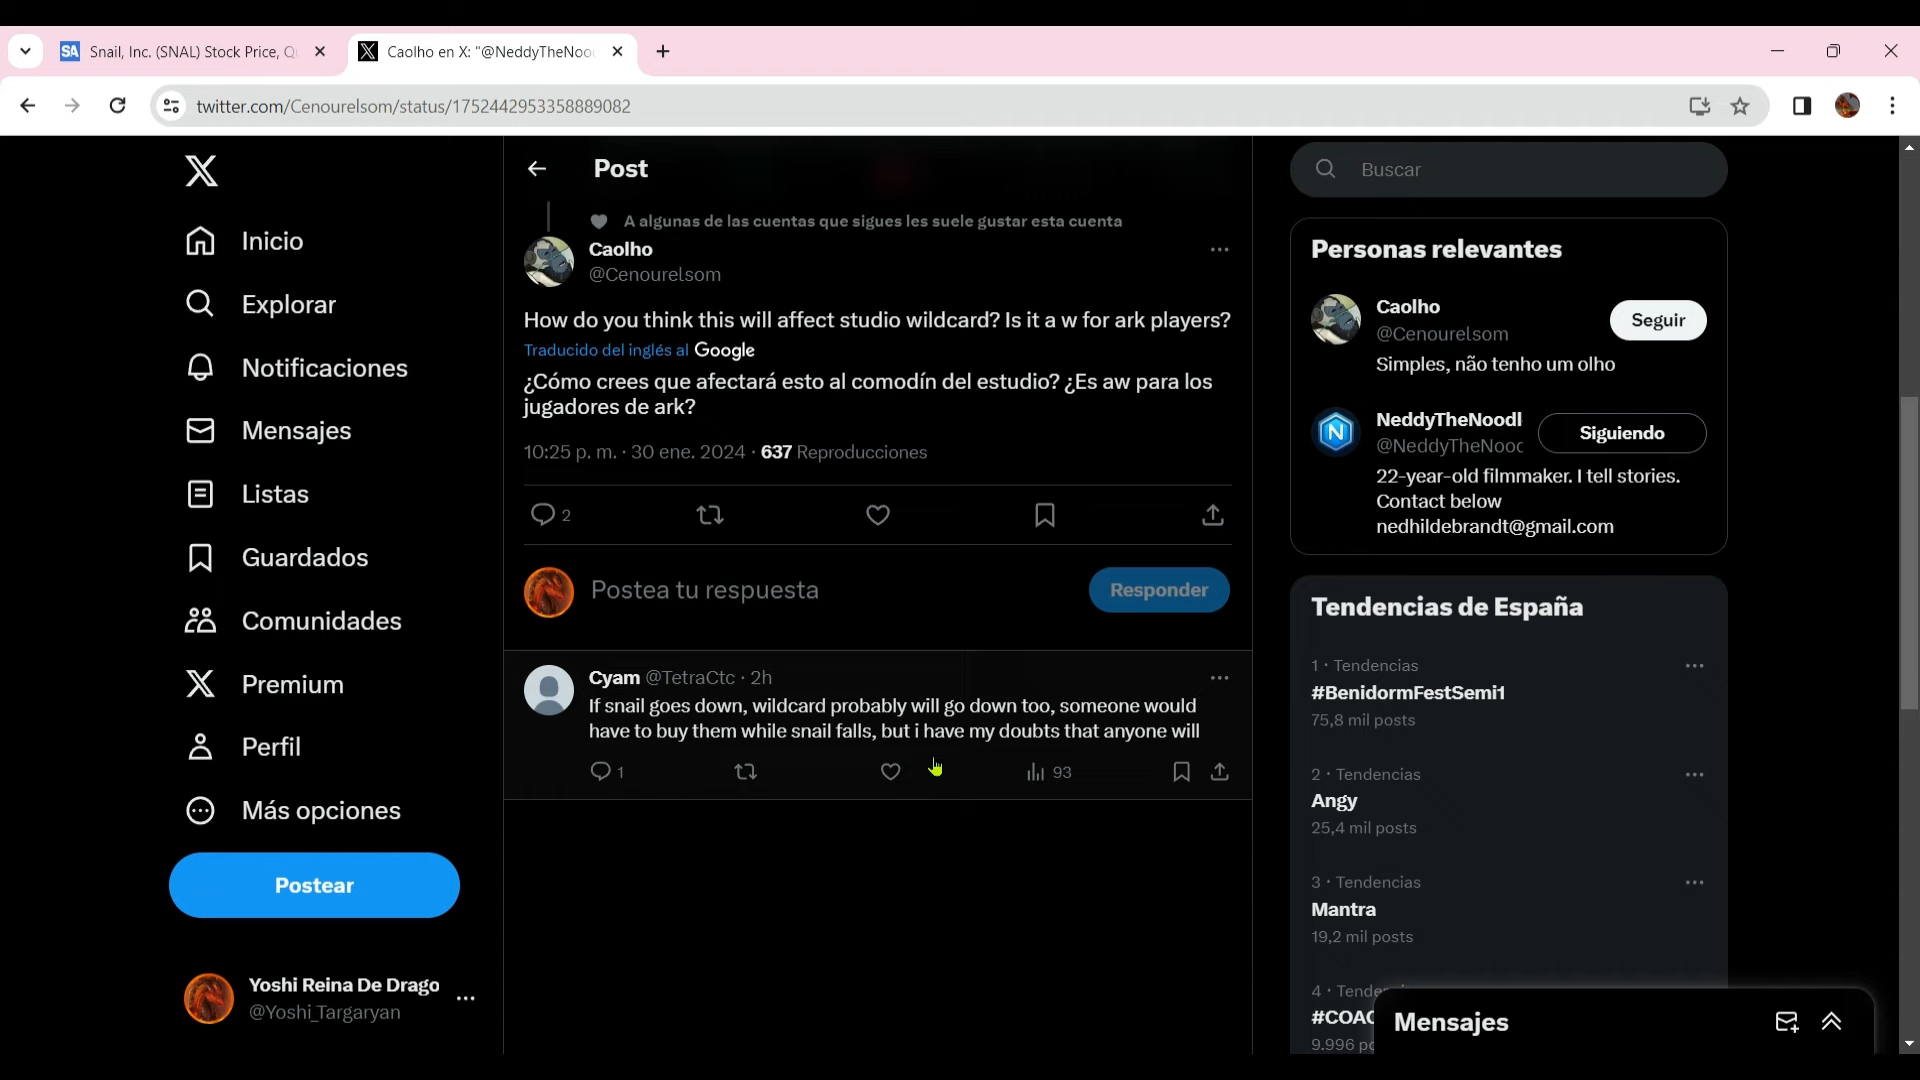 SA Snail, Inc. (SNAL) Stock Price, Q
Caolho en X: "@NeddyTheNoo
twitter.com/Cenourelsom/status/1752442953358889082
Inicio
Explorar
Notificaciones
Mensajes
Listas
Guardados
Comunidades
Premium
Perfil
Más opciones
Postear
Yoshi Reina De Drago
@Yoshi_Targaryan
Post
A algunas de las cuentas que sigues les suele gustar esta cuenta
Caolho
@Cenourelsom
How do you think this will affect studio wildcard? Is it a w for ark players?
Traducido del inglés al Google
¿Cómo crees que afectará esto al comodín del estudio? ¿Es aw para los
jugadores de ark?
10:25 p. m. · 30 ene. 2024 · 637 Reproducciones
2
Postea tu respuesta
Responder
Cyam @TetraCtc · 2h
If snail goes down, wildcard probably will go down too, someone would
have to buy them while snail falls, but i have my doubts that anyone will
1 93
Buscar
Personas relevantes
Caolho
@Cenourelsom
Seguir
Simples, não tenho um olho
N
NeddyTheNoodl
@NeddyTheNooc
Siguiendo
22-year-old filmmaker. I tell stories.
Contact below
nedhildebrandt@gmail.com
Tendencias de España
1 · Tendencias
#BenidormFestSemi1
75,8 mil posts
2 · Tendencias
Angy
25,4 mil posts
3 · Tendencias
Mantra
19,2 mil posts
4 · Tende
#COAC
9.996 po
Mensajes